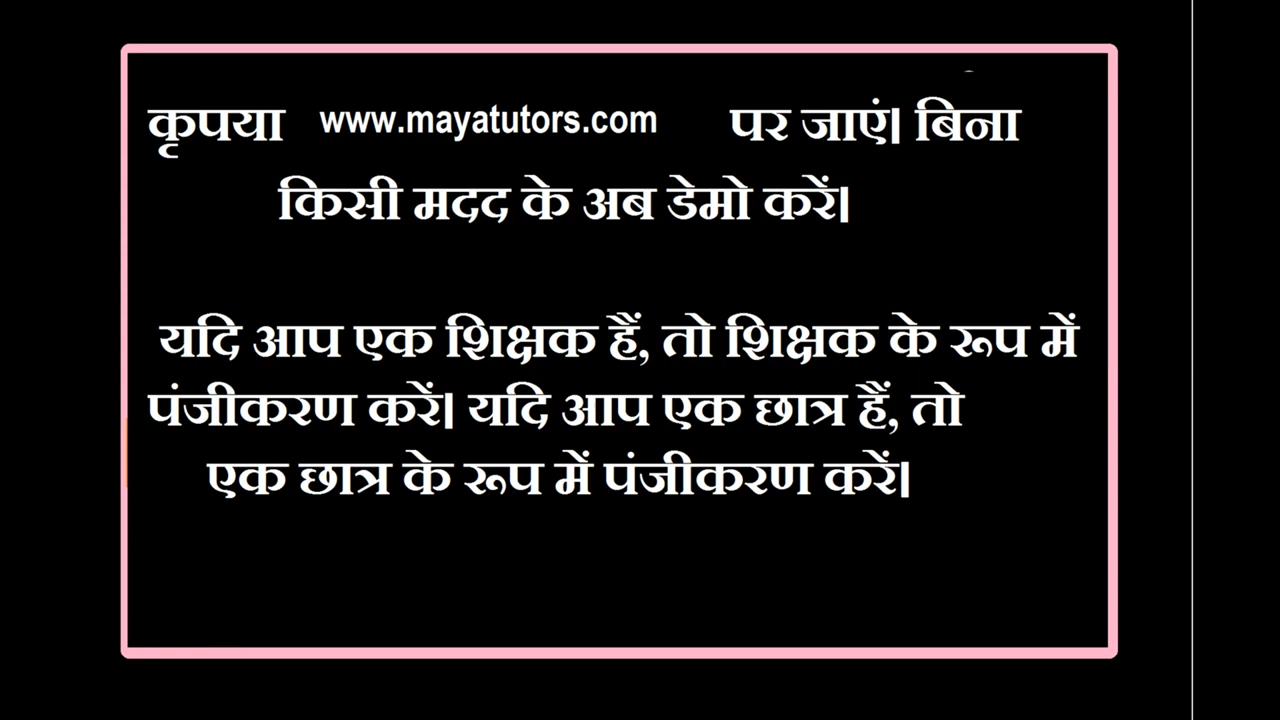 कृपया www.mayatutors.com पर जाएं। बिना
किसी मदद के अब डेमो करें।
यदि आप एक शिक्षक हैं, तो शिक्षक के रूप में
पंजीकरण करें। यदि आप एक छात्र हैं, तो
एक छात्र के रूप में पंजीकरण करें।